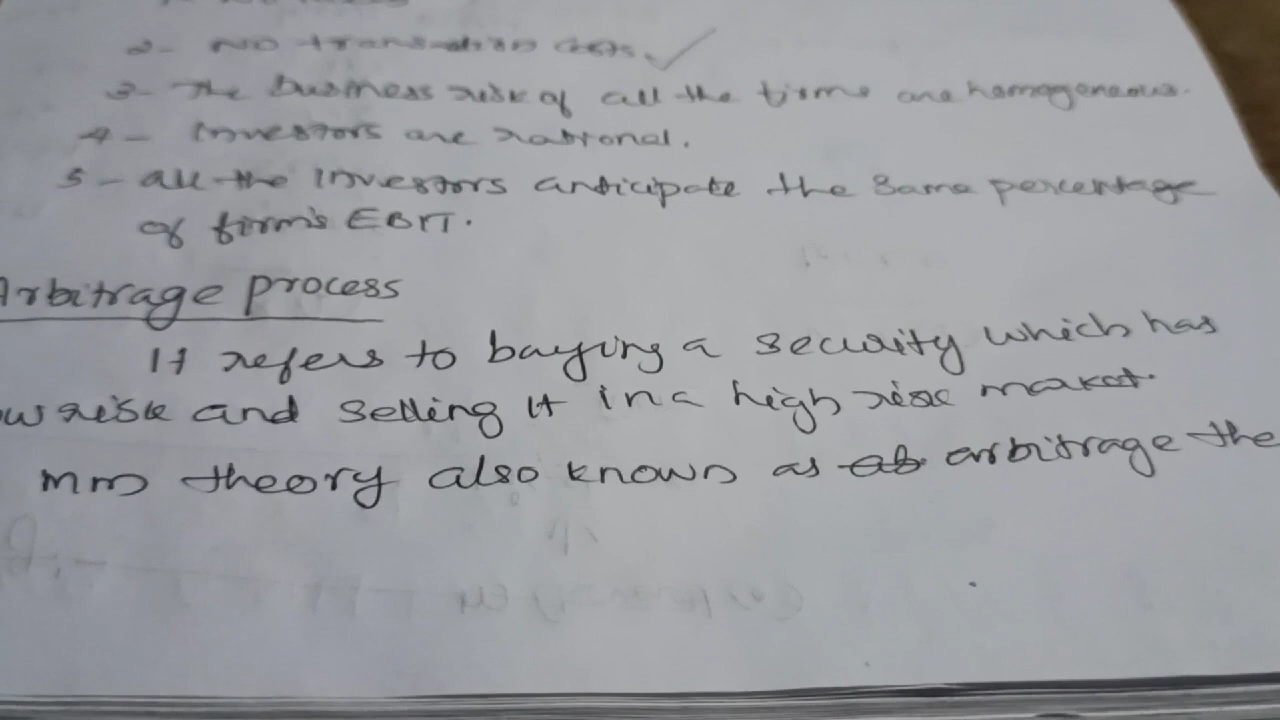 2- No transaction costs.
3- The business risk of all the firms are homogeneous.
4- Investors are rational.
5- all the investors anticipate the same percentage
of firm's EBIT.
Arbitrage process
It refers to buying a security which has
risk and selling it in a high risk market.
mm theory also known as arbitrage the